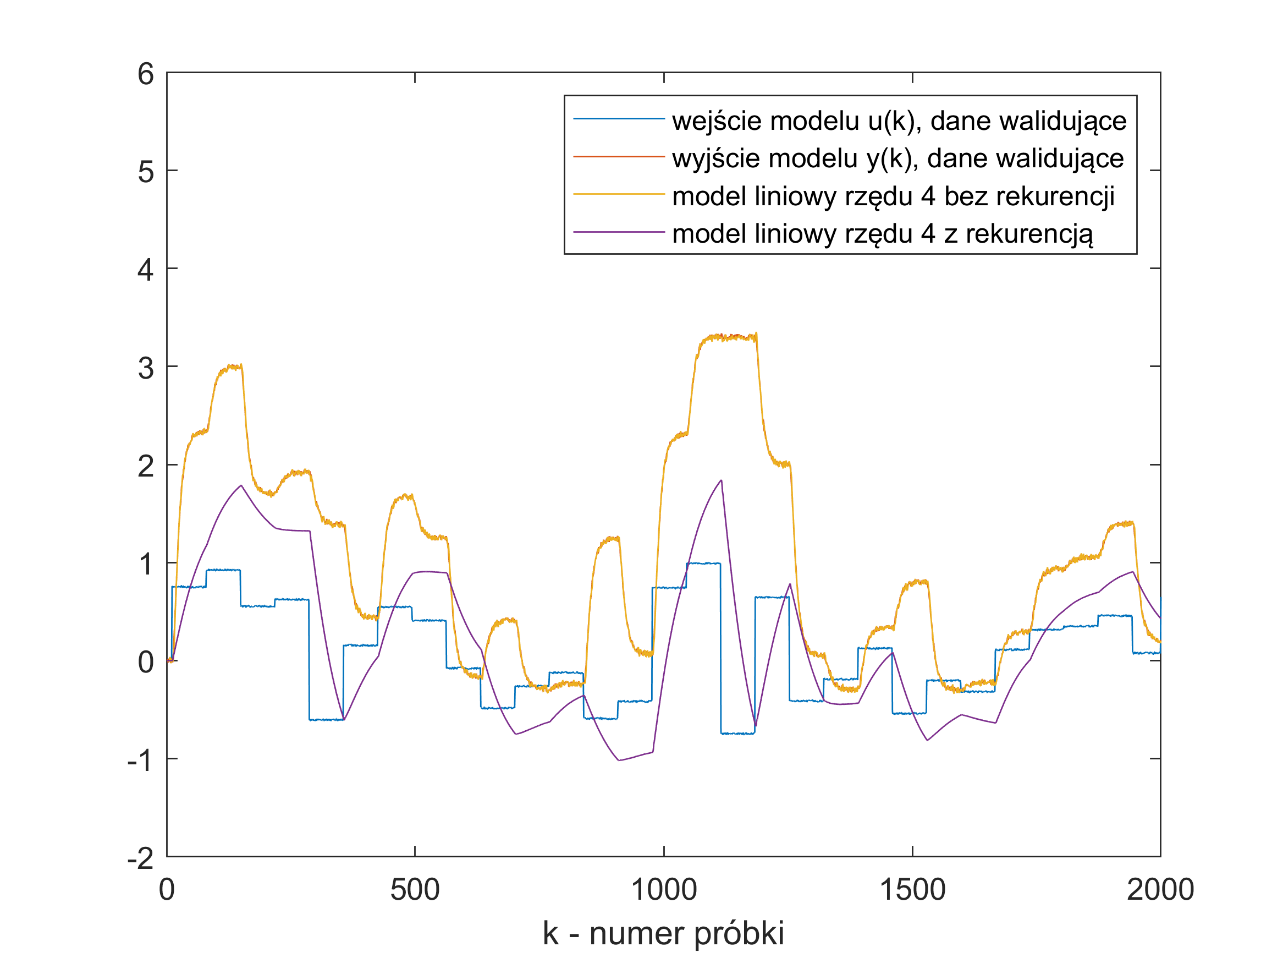 6
5
4
3
2
1
0
-1
-2
wejście modelu u(k), dane walidujące
wyjście modelu y(k), dane walidujące
model liniowy rzędu 4 bez rekurencji
model liniowy rzędu 4 z rekurencją
0 500 1000 1500 2000
k - numer próbki